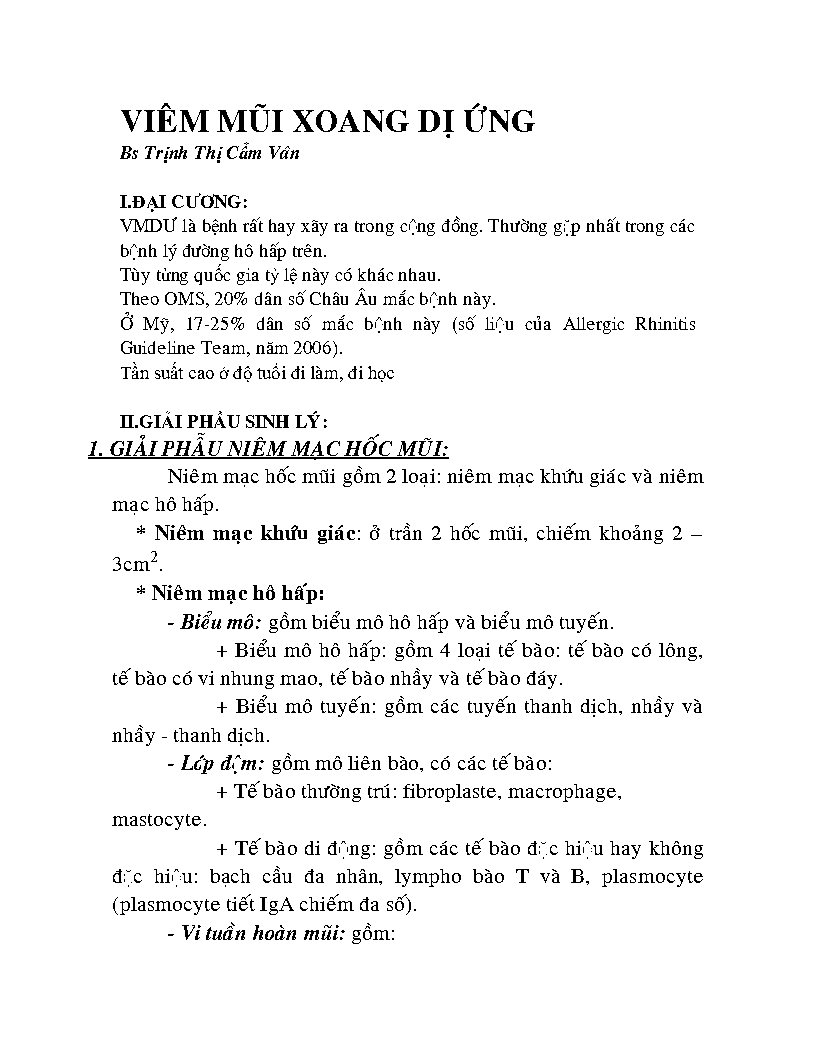 VIÊM MŨI XOANG DỊ ỨNG
Bs Trịnh Thị Cẩm Vân
I.ĐẠI CƯƠNG:
VMDƯ là bệnh rất hay xãy ra trong cộng đồng. Thường gặp nhất trong các
bệnh lý đường hô hấp trên.
Tùy từng quốc gia tỷ lệ này có khác nhau.
Theo OMS, 20% dân số Châu Âu mắc bệnh này.
Ở Mỹ, 17-25% dân số mắc bệnh này (số liệu của Allergic Rhinitis
Guideline Team, năm 2006).
Tần suất cao ở độ tuổi đi làm, đi học
II.GIẢI PHẪU SINH LÝ:
1. GIẢI PHẪU NIÊM MẠC HỐC MŨI:
Niêm mạc hốc mũi gồm 2 loại: niêm mạc khứu giác và niêm
mạc hô hấp.
* Niêm mạc khứu giác: ở trần 2 hốc mũi, chiếm khoảng 2 –
3cm².
* Niêm mạc hô hấp:
- Biểu mô: gồm biểu mô hô hấp và biểu mô tuyến.
+ Biểu mô hô hấp: gồm 4 loại tế bào: tế bào có lông,
tế bào có vi nhung mao, tế bào nhầy và tế bào đáy.
+ Biểu mô tuyến: gồm các tuyến thanh dịch, nhầy và
nhầy - thanh dịch.
- Lớp đệm: gồm mô liên bào, có các tế bào:
+ Tế bào thường trú: fibroplaste, macrophage,
mastocyte.
+ Tế bào di động: gồm các tế bào đặc hiệu hay không
đặc hiệu: bạch cầu đa nhân, lympho bào T và B, plasmocyte
(plasmocyte tiết IgA chiếm đa số).
- Vi tuần hoàn mũi: gồm: